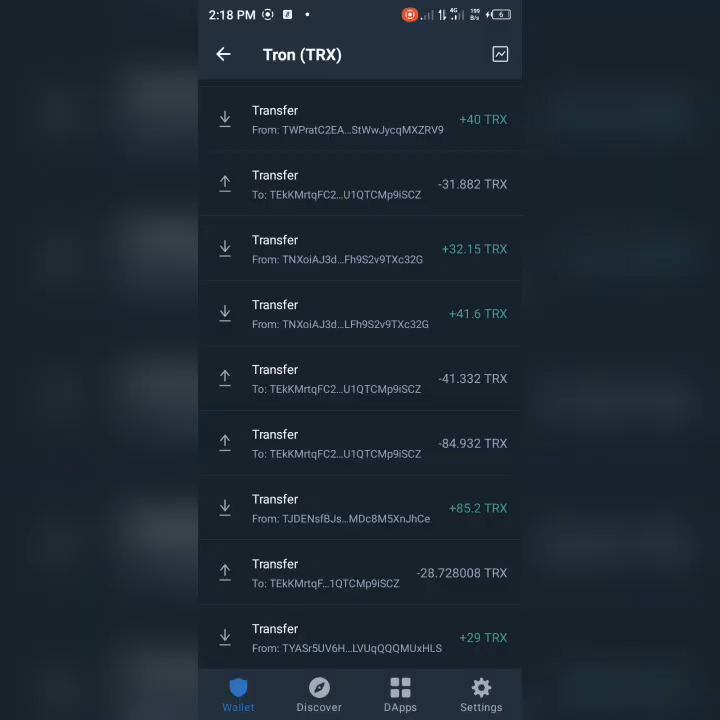 2:18 PM
4G 199 B/s 6
Tron (TRX)
Transfer
From: TWPratC2EA...StWwJycqMXZRV9
+40 TRX
Transfer
To: TEkKMrtqFC2...U1QTCMp9iSCZ
-31.882 TRX
Transfer
From: TNXoiAJ3d...Fh9S2v9TXc32G
+32.15 TRX
Transfer
From: TNXoiAJ3d...LFh9S2v9TXc32G
+41.6 TRX
Transfer
To: TEkKMrtqFC2...U1QTCMp9iSCZ
-41.332 TRX
Transfer
To: TEkKMrtqFC2...U1QTCMp9iSCZ
-84.932 TRX
Transfer
From: TJDENsfBJs...MDc8M5XnJhCe
+85.2 TRX
Transfer
To: TEkKMrtqF...1QTCMp9iSCZ
-28.728008 TRX
Transfer
From: TYASr5UV6H...LVUqQQQMUxHLS
+29 TRX
Wallet
Discover
DApps
Settings